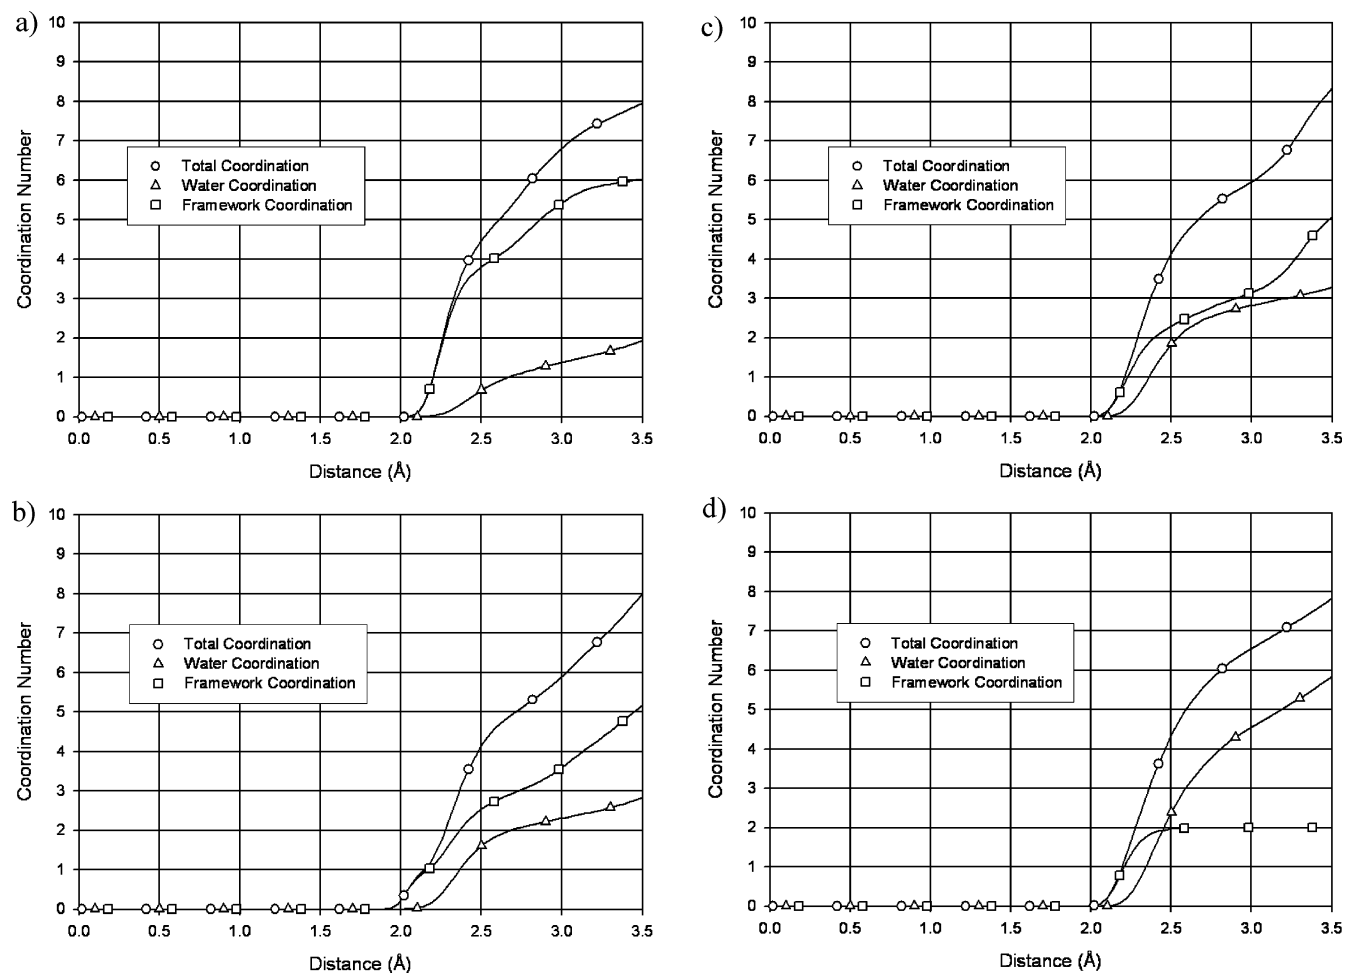 a)
10
9
8
7
6
5
4
3
2
1
0
Coordination Number
Total Coordination
Water Coordination
Framework Coordination
0.0 0.5 1.0 1.5 2.0 2.5 3.0 3.5
Distance (Å)
b)
10
9
8
7
6
5
4
3
2
1
0
Coordination Number
Total Coordination
Water Coordination
Framework Coordination
0.0 0.5 1.0 1.5 2.0 2.5 3.0 3.5
Distance (Å)
c)
10
9
8
7
6
5
4
3
2
1
0
Coordination Number
Total Coordination
Water Coordination
Framework Coordination
0.0 0.5 1.0 1.5 2.0 2.5 3.0 3.5
Distance (Å)
d)
10
9
8
7
6
5
4
3
2
1
0
Coordination Number
Total Coordination
Water Coordination
Framework Coordination
0.0 0.5 1.0 1.5 2.0 2.5 3.0 3.5
Distance (Å)